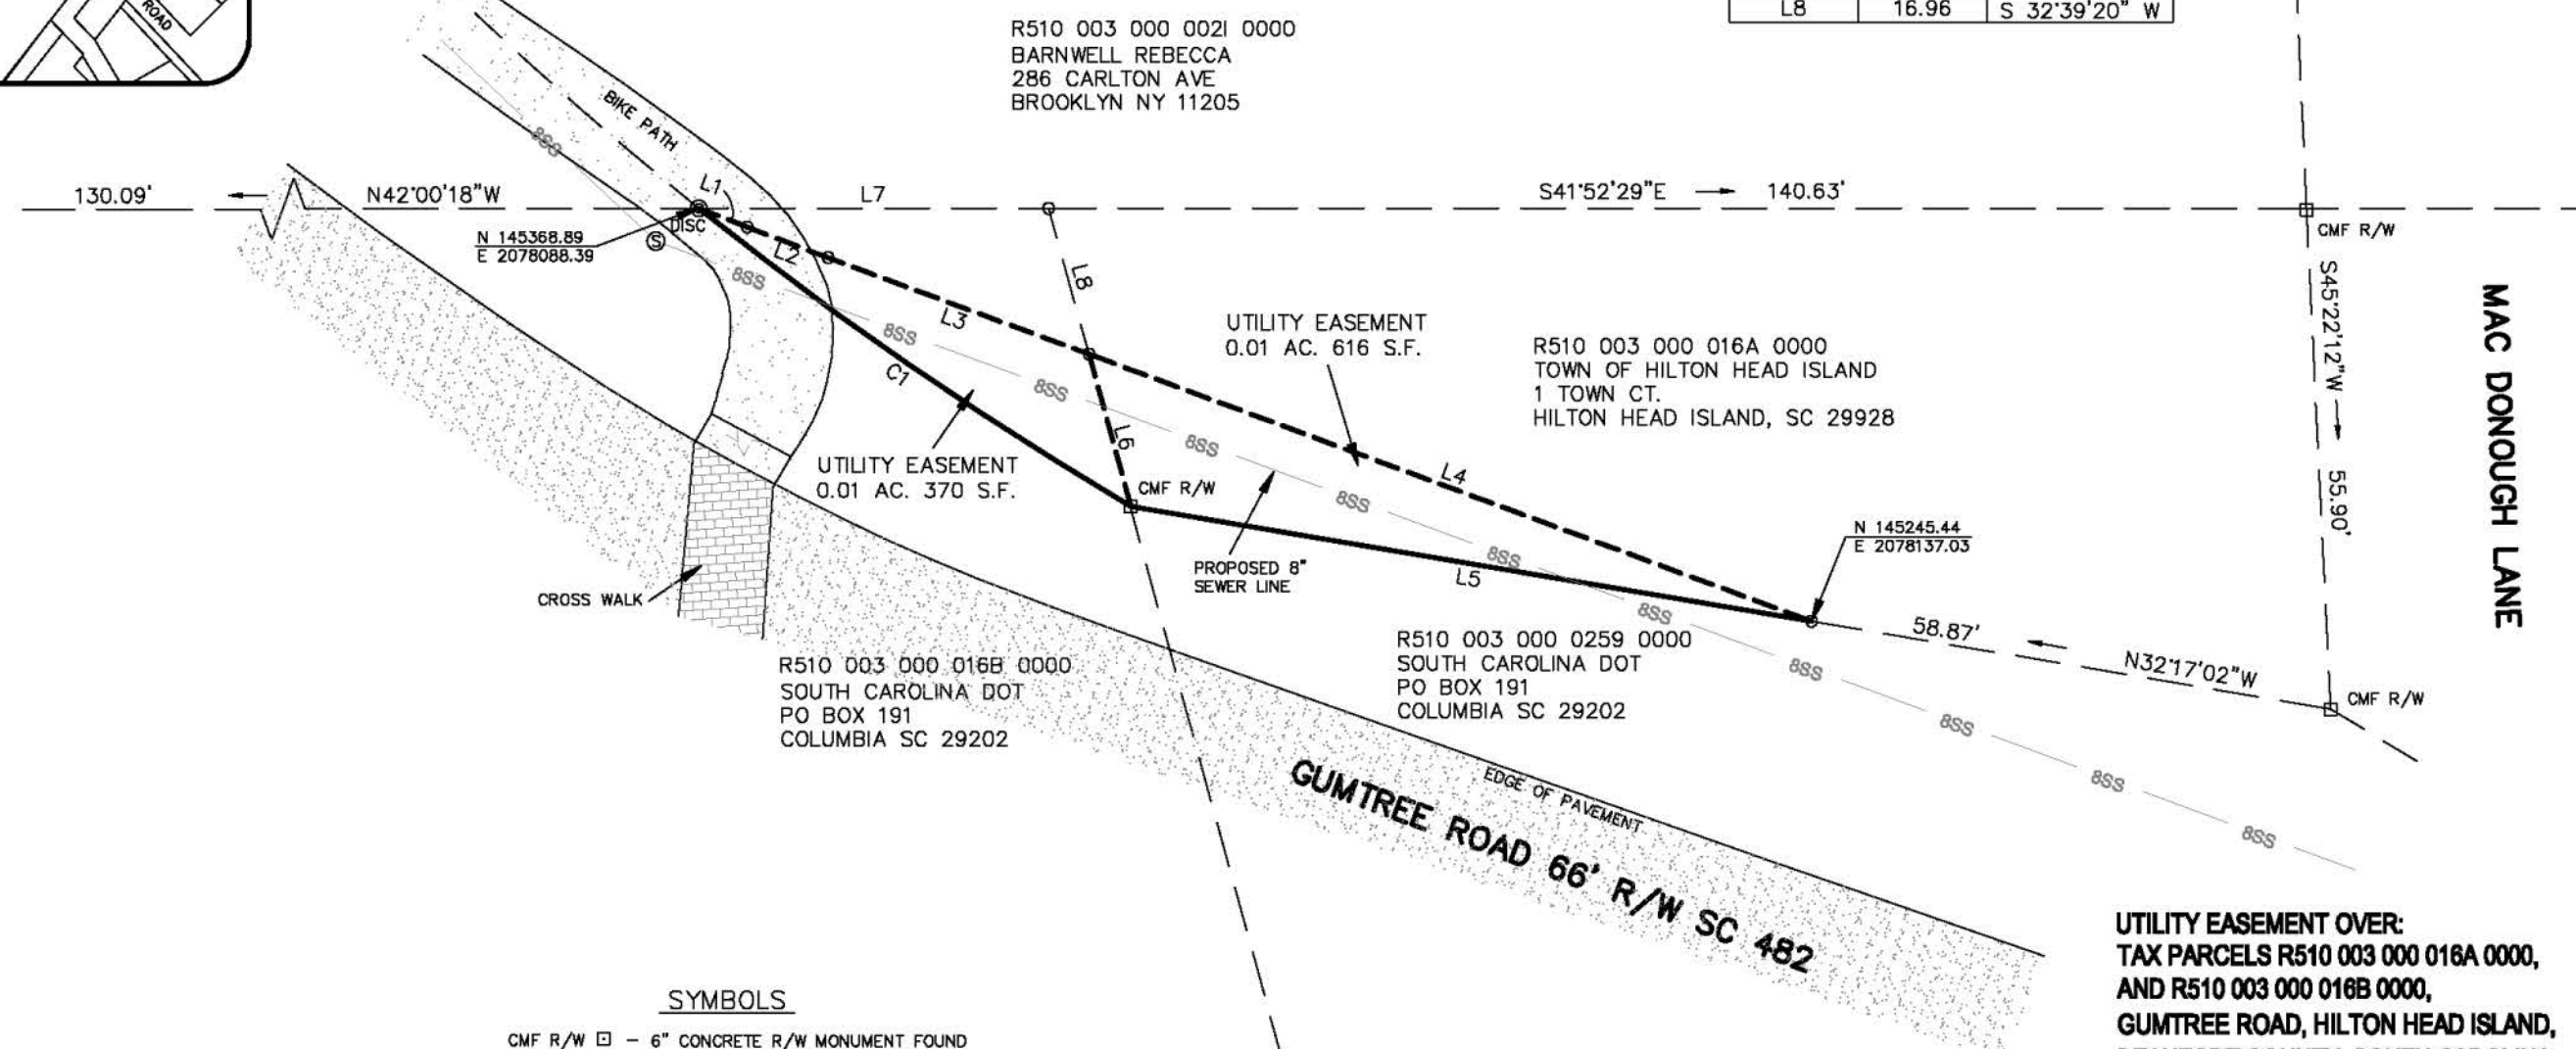 ROAD
L8 16.96 S 32°39'20" W
R510 003 000 002I 0000
BARNWELL REBECCA
286 CARLTON AVE
BROOKLYN NY 11205
BIKE PATH
8SS
130.09'
N42°00'18"W
L1
L7
S41°52'29"E
140.63'
DISC
N 145368.89
E 2078088.39
S
L2
8SS
L8
CMF R/W
S45°22'12"W
55.90'
MAC DONOUGH LANE
L3
8SS
C1
8SS
UTILITY EASEMENT
0.01 AC. 616 S.F.
R510 003 000 016A 0000
TOWN OF HILTON HEAD ISLAND
1 TOWN CT.
HILTON HEAD ISLAND, SC 29928
L6
8SS
UTILITY EASEMENT
0.01 AC. 370 S.F.
CMF R/W
L4
8SS
N 145245.44
E 2078137.03
8SS
PROPOSED 8"
SEWER LINE
L5
CROSS WALK
8SS
58.87'
N32°17'02"W
CMF R/W
R510 003 000 016B 0000
SOUTH CAROLINA DOT
PO BOX 191
COLUMBIA SC 29202
R510 003 000 0259 0000
SOUTH CAROLINA DOT
PO BOX 191
COLUMBIA SC 29202
8SS
8SS
8SS
8SS
EDGE OF PAVEMENT
GUMTREE ROAD 66' R/W SC 482
UTILITY EASEMENT OVER:
TAX PARCELS R510 003 000 016A 0000,
AND R510 003 000 016B 0000,
GUMTREE ROAD, HILTON HEAD ISLAND,
SYMBOLS
CMF R/W ⊡ - 6" CONCRETE R/W MONUMENT FOUND